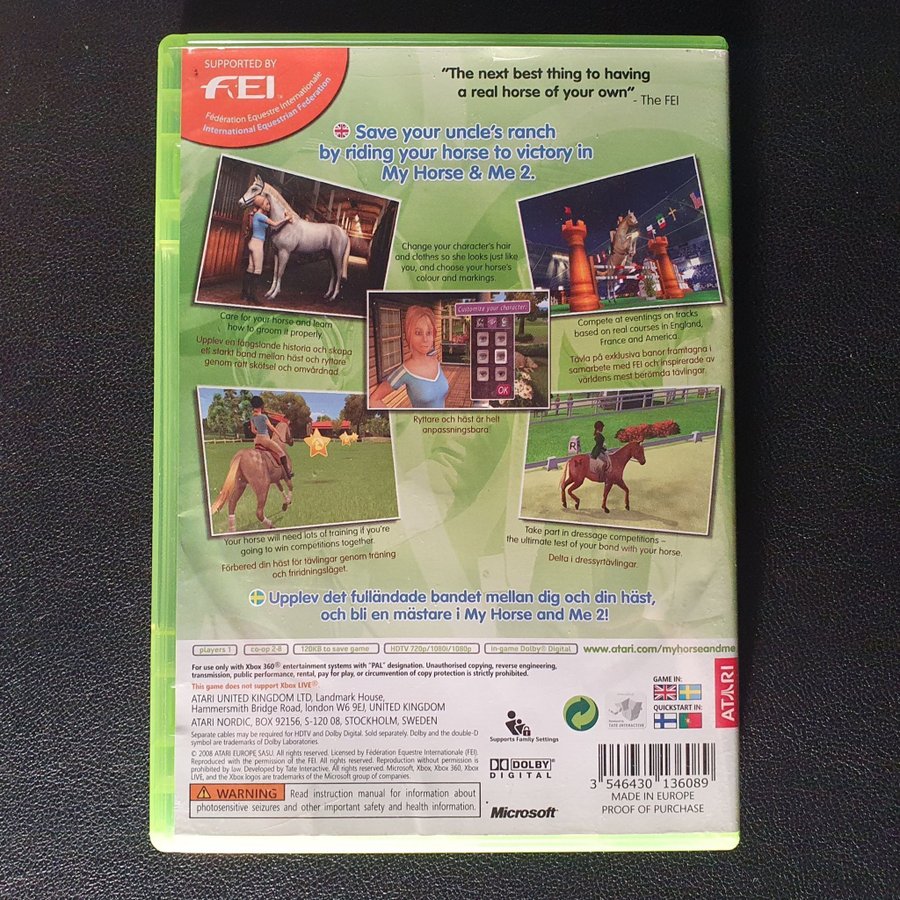 SUPPORTED BY
FEI™
Fédération Equestre Internationale
International Equestrian Federation
"The next best thing to having
a real horse of your own"
- The FEI
Save your uncle's ranch
by riding your horse to victory in
My Horse & Me 2.
Change your character's hair
and clothes so she looks just like
you, and choose your horse's
colour and markings.
Care for your horse and learn
how to groom it properly.
Upplev en fängslande historia och skapa
ett starkt band mellan häst och ryttare
genom rätt skötsel och omvårdnad.
Customize your character.
OK
Compete at eventings on tracks
based on real courses in England,
France and America.
Tävla på exklusiva banor framtagna i
samarbete med FEI och inspirerade av
världens mest berömda tävlingar.
Ryttare och häst är helt
anpassningsbara.
R
Your horse will need lots of training if you're
going to win competitions together.
Förbered din häst för tävlingar genom träning
och friridningsläget.
Take part in dressage competitions –
the ultimate test of your bond with your horse.
Delta i dressyrtävlingar.
Upplev det fulländade bandet mellan dig och din häst,
och bli en mästare i My Horse and Me 2!
players 1
co-op 2-8
120KB to save game
HDTV 720p/1080i/1080p
in-game Dolby® Digital
www.atari.com/myhorseandme
For use only with Xbox 360® entertainment systems with "PAL" designation. Unauthorised copying, reverse engineering,
transmission, public performance, rental, pay for play, or circumvention of copy protection is strictly prohibited.
This game does not support Xbox LIVE®.
ATARI UNITED KINGDOM LTD, Landmark House,
Hammersmith Bridge Road, london W6 9EJ, UNITED KINGDOM
ATARI NORDIC, BOX 92156, S-120 08, STOCKHOLM, SWEDEN
Separate cables may be required for HDTV and Dolby Digital. Sold separately. Dolby and the double-D
symbol are trademarks of Dolby Laboratories.
© 2008 ATARI EUROPE SASU. All rights reserved. Licensed by Fédération Equestre Internationale (FEI).
Reproduced with the permission of the FEI. All rights reserved. Reproduction without permission is
prohibited by law. Developed by Tate Interactive. All rights reserved. Microsoft, Xbox, Xbox 360, Xbox
LIVE, and the Xbox logos are trademarks of the Microsoft group of companies.
WARNING
Read instruction manual for information about
photosensitive seizures and other important safety and health information.
Supports Family Settings
TATE INTERACTIVE
GAME IN:
QUICKSTART IN:
ATARI
DOLBY
DIGITAL
Microsoft®
3 546430 136089
MADE IN EUROPE
PROOF OF PURCHASE